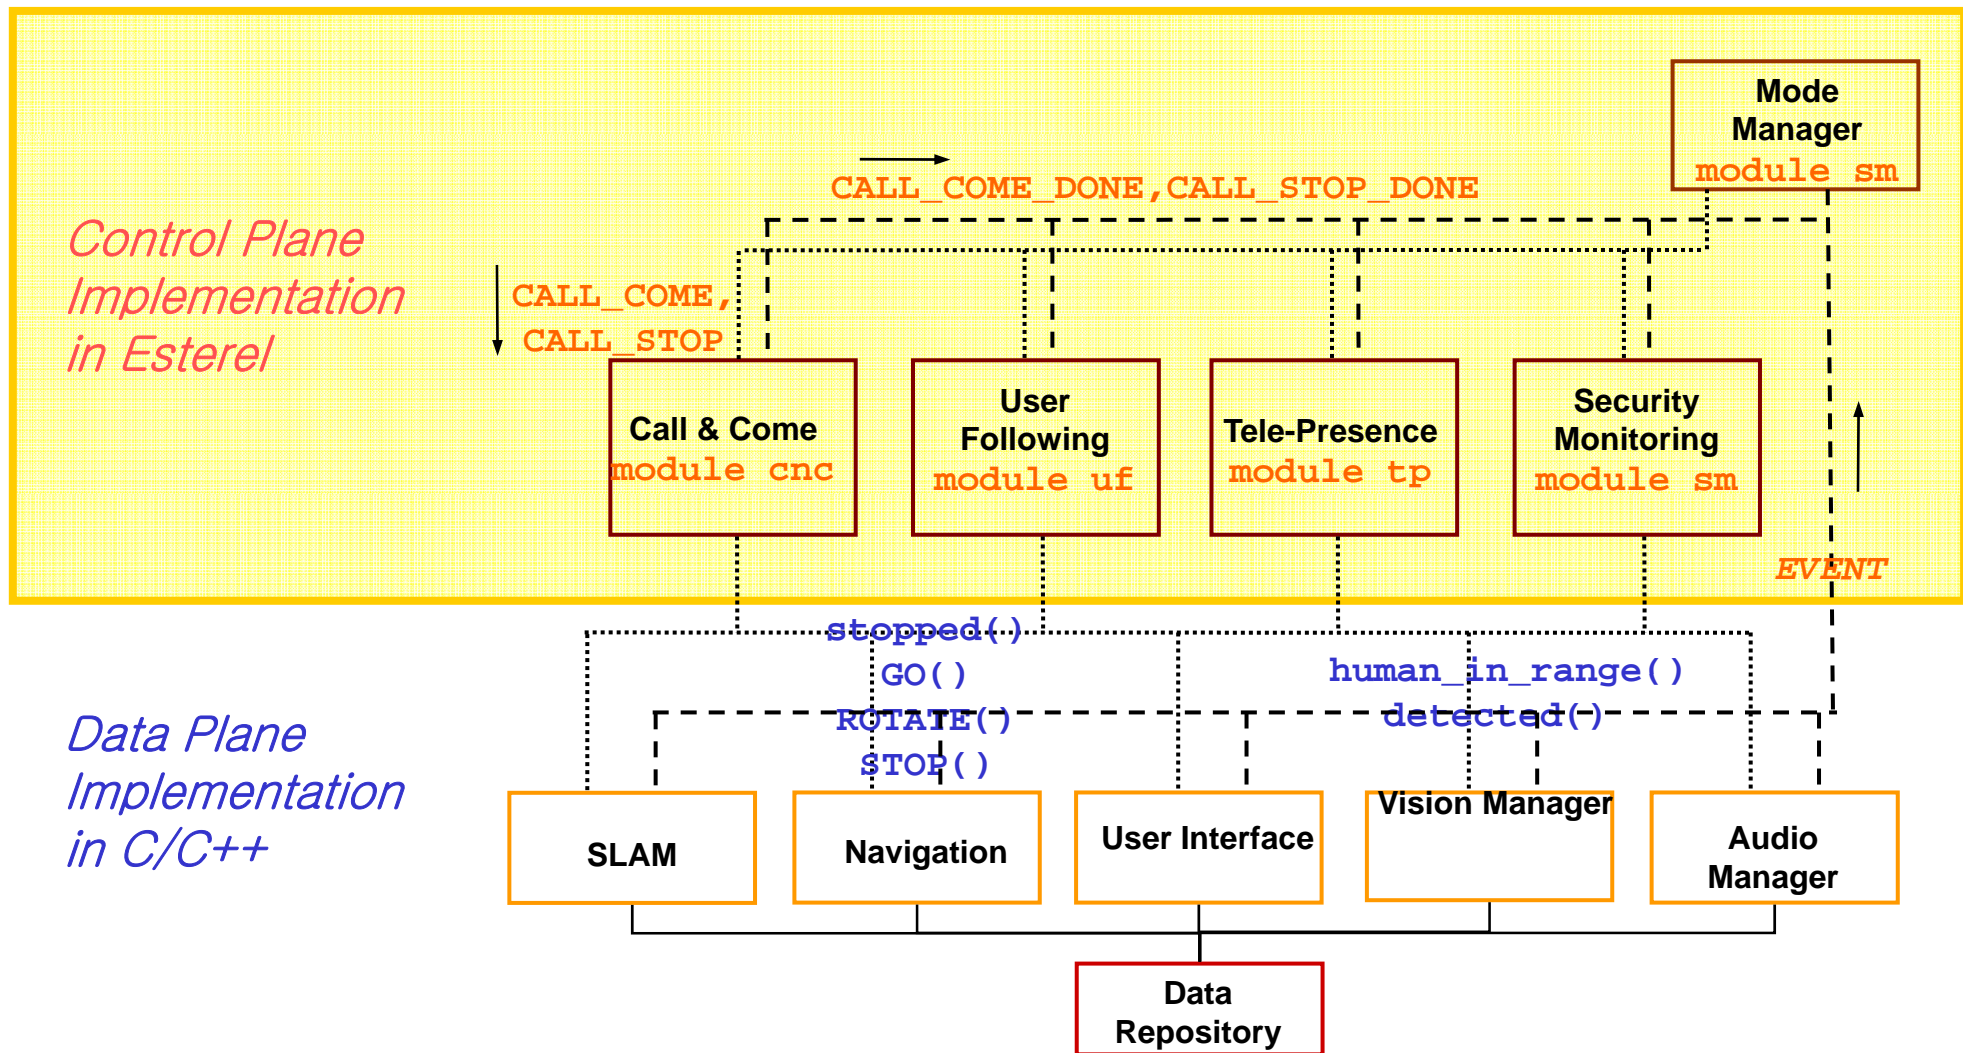 Mode
Manager
module sm
CALL_COME_DONE,CALL_STOP_DONE
Control Plane
Implementation
in Esterel
CALL_COME,
CALL_STOP
Call & Come
module cnc
User
Following
module uf
Tele-Presence
module tp
Security
Monitoring
module sm
EVENT
stopped()
GO()
ROTATE()
STOP()
human_in_range()
detected()
Data Plane
Implementation
in C/C++
SLAM
Navigation
User Interface
Vision Manager
Audio
Manager
Data
Repository